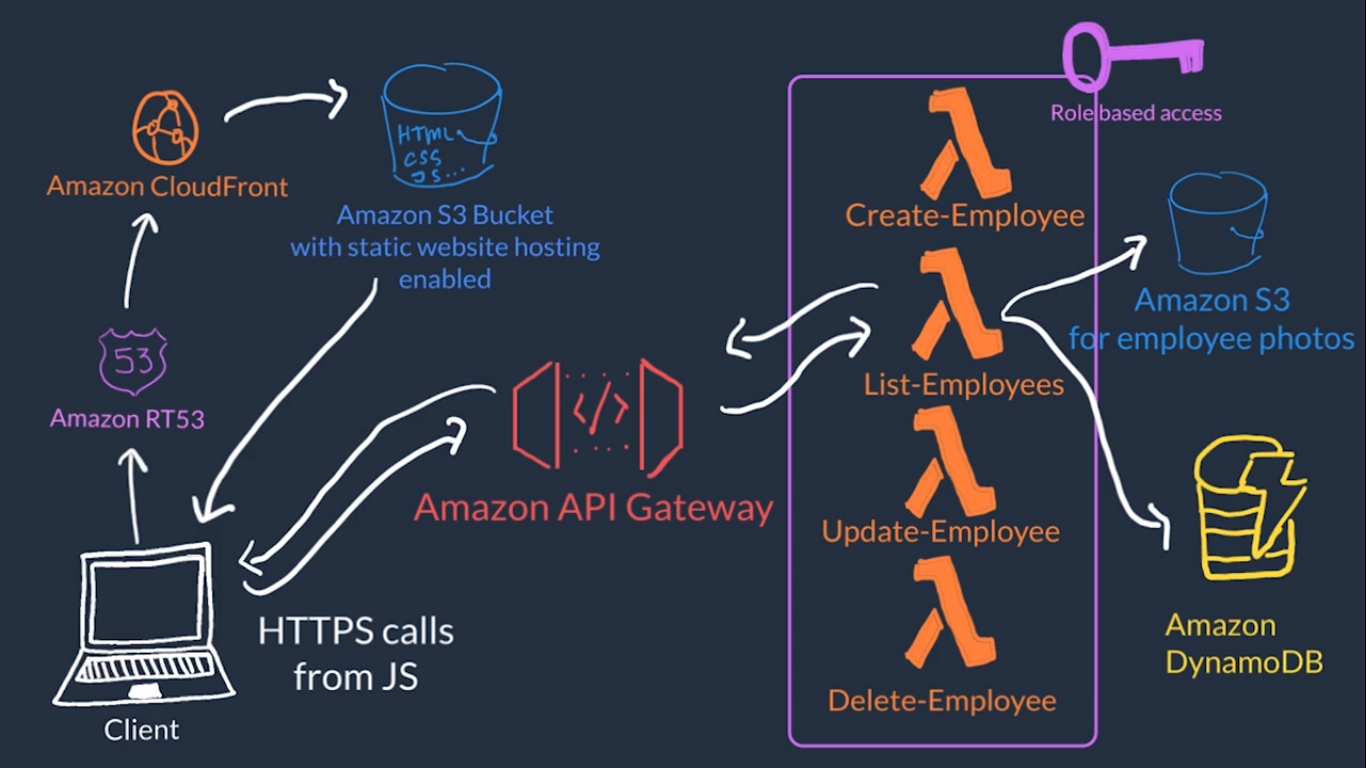 HTML
CSS
JS...
Amazon CloudFront
Amazon S3 Bucket
with static website hosting
enabled
53
Amazon RT53
Client
HTTPS calls
from JS
</>
Amazon API Gateway
Role based access
Create-Employee
List-Employees
Update-Employee
Delete-Employee
Amazon S3
for employee photos
Amazon
DynamoDB